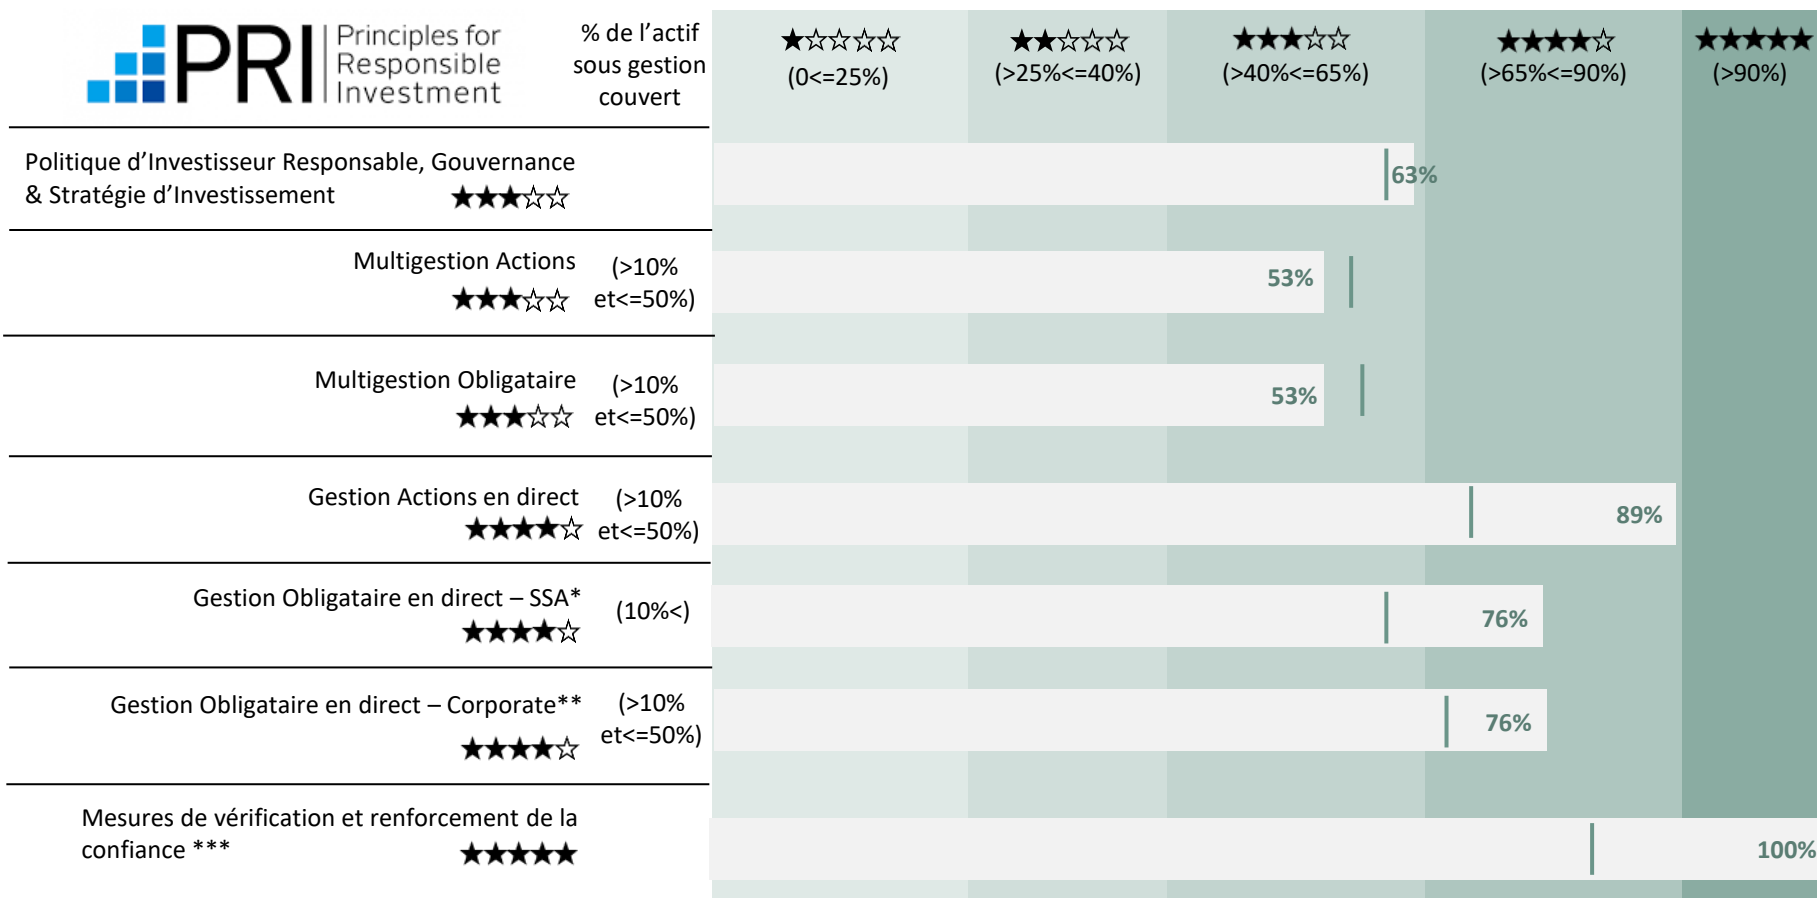 PRI
Principles for
Responsible
Investment
% de l'actif
sous gestion
couvert
★☆☆☆☆
(0<=25%)
★★☆☆☆
(>25%<=40%)
★★★☆☆
(>40%<=65%)
★★★★☆
(>65%<=90%)
★★★★★
(>90%)
Politique d'Investisseur Responsable, Gouvernance
& Stratégie d'Investissement ★★★☆☆
63%
Multigestion Actions
★★★☆☆
(>10%
et<=50%)
53%
Multigestion Obligataire
★★★☆☆
(>10%
et<=50%)
53%
Gestion Actions en direct
★★★★☆
(>10%
et<=50%)
89%
Gestion Obligataire en direct – SSA*
★★★★☆
(10%<)
76%
Gestion Obligataire en direct – Corporate**
★★★★☆
(>10%
et<=50%)
76%
Mesures de vérification et renforcement de la
confiance *** ★★★★★
100%